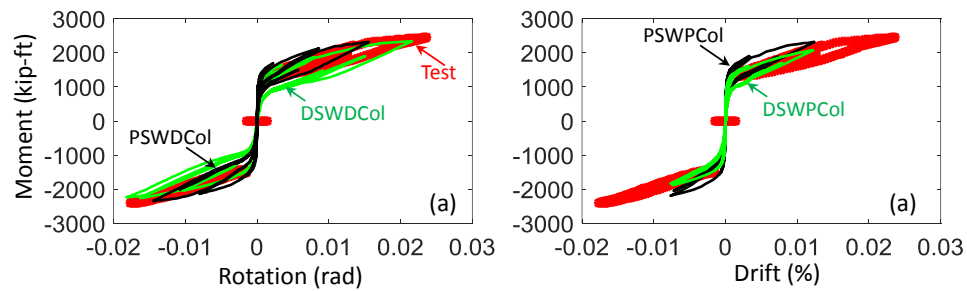 3000
2000
1000
0
-1000
-2000
-3000
Moment (kip-ft)
Test
DSWDCol
PSWDCol
(a)
-0.02 -0.01 0 0.01 0.02 0.03
Rotation (rad)
3000
2000
1000
0
-1000
-2000
-3000
PSWPCol
DSWPCol
(a)
-0.02 -0.01 0 0.01 0.02 0.03
Drift (%)